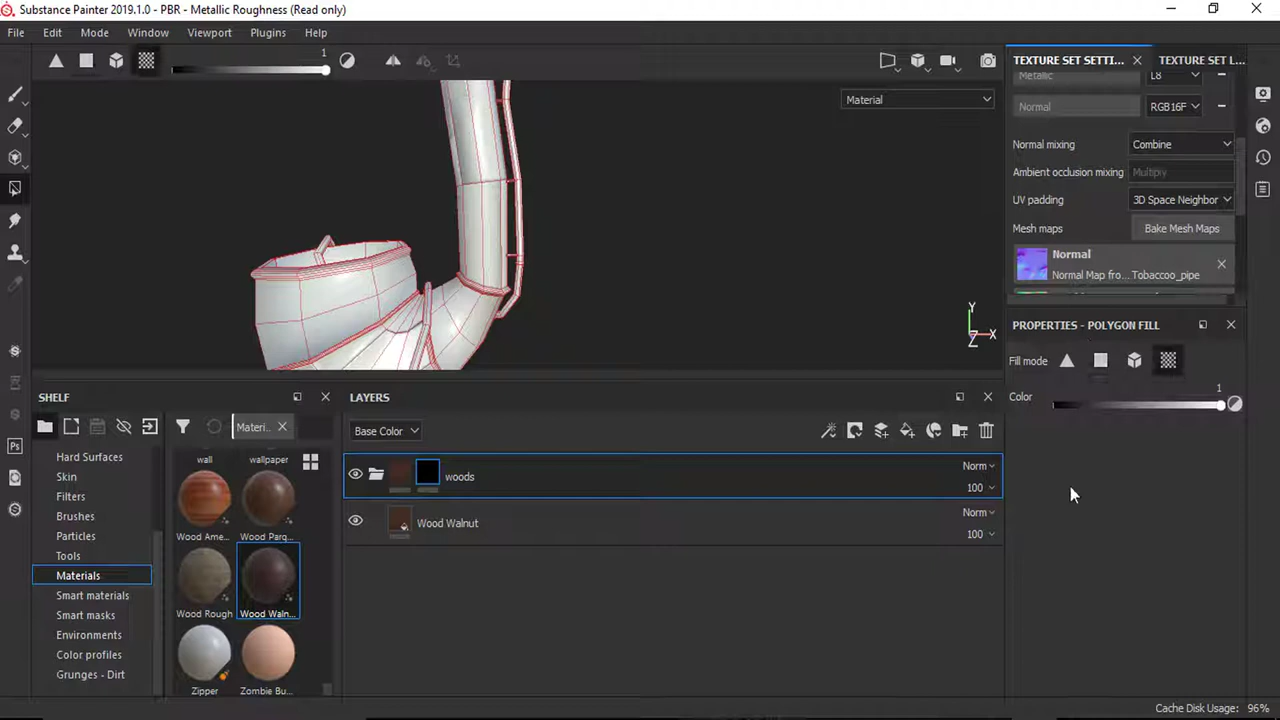 Substance Painter 2019.1.0 - PBR - Metallic Roughness (Read only)
File Edit Mode Window Viewport Plugins Help
1
Material
TEXTURE SET SETTI... TEXTURE SET L...
Metallic L8
Normal RGB16F
Normal mixing Combine
Ambient occlusion mixing Multiply
UV padding 3D Space Neighbor
Mesh maps Bake Mesh Maps
Normal
Normal Map fro... Tobaccoo_pipe
Y
X
Z
PROPERTIES - POLYGON FILL
Fill mode
Color 1
SHELF
Materi...
Hard Surfaces
Skin
Filters
Brushes
Particles
Tools
Materials
Smart materials
Smart masks
Environments
Color profiles
Grunges - Dirt
wall wallpaper
Wood Ame... Wood Parq...
Wood Rough Wood Waln...
Zipper Zombie Bu...
LAYERS
Base Color
woods Norm
100
Wood Walnut Norm
100
Ps
Cache Disk Usage: 96%